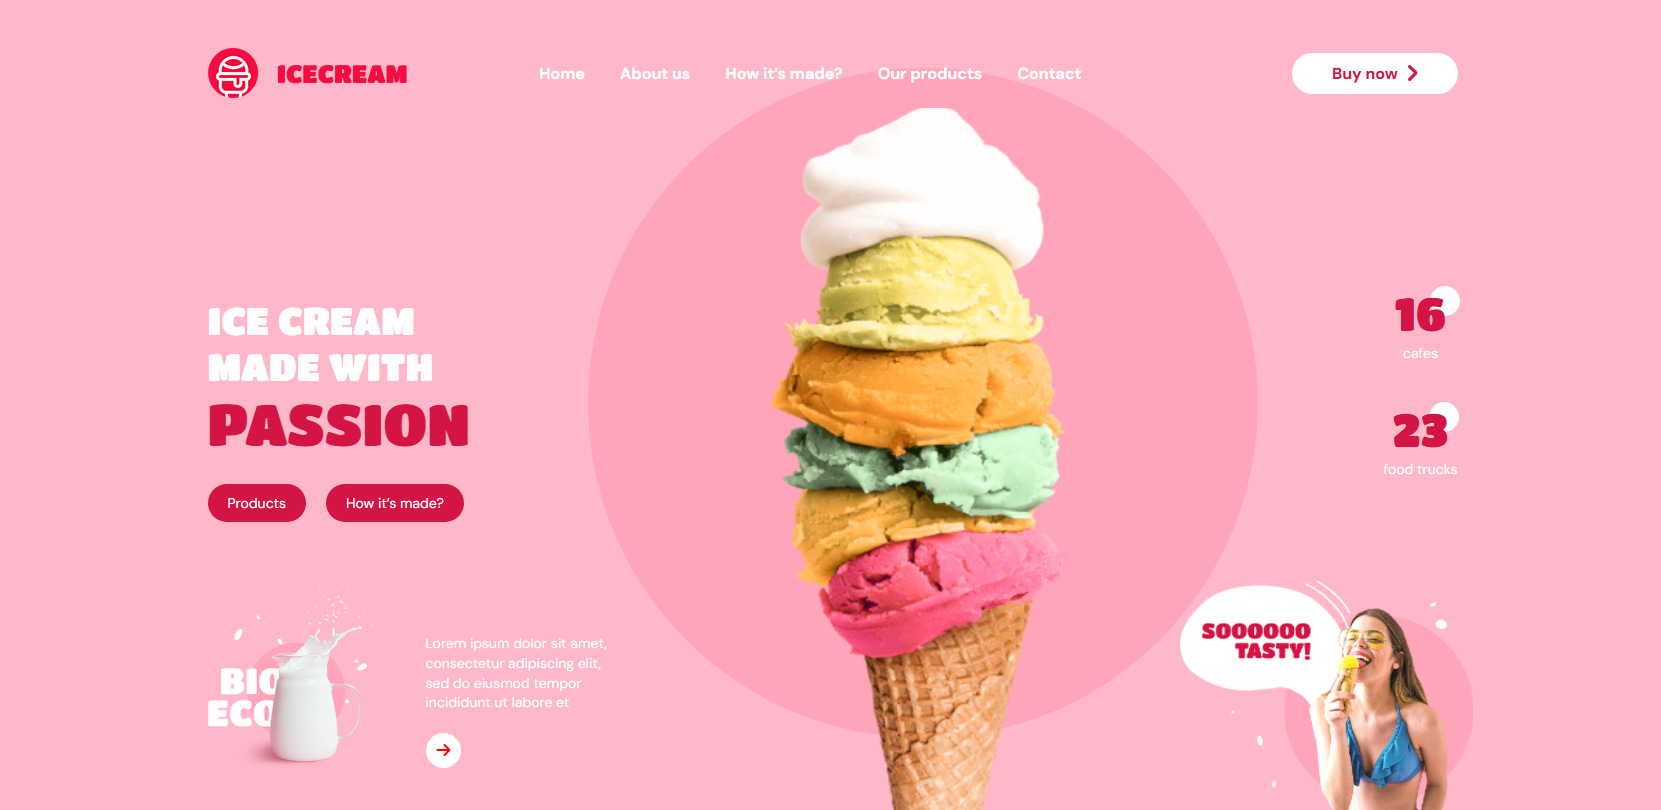 ICECREAM
Home
About us
How it's made?
Our products
Contact
Buy now
ICE CREAM
MADE WITH
PASSION
Products
How it's made?
16
cafes
23
food trucks
BIO
ECO
Lorem ipsum dolor sit amet,
consectetur adipiscing elit,
sed do eiusmod tempor
incididunt ut labore et
SOOOOOO
TASTY!